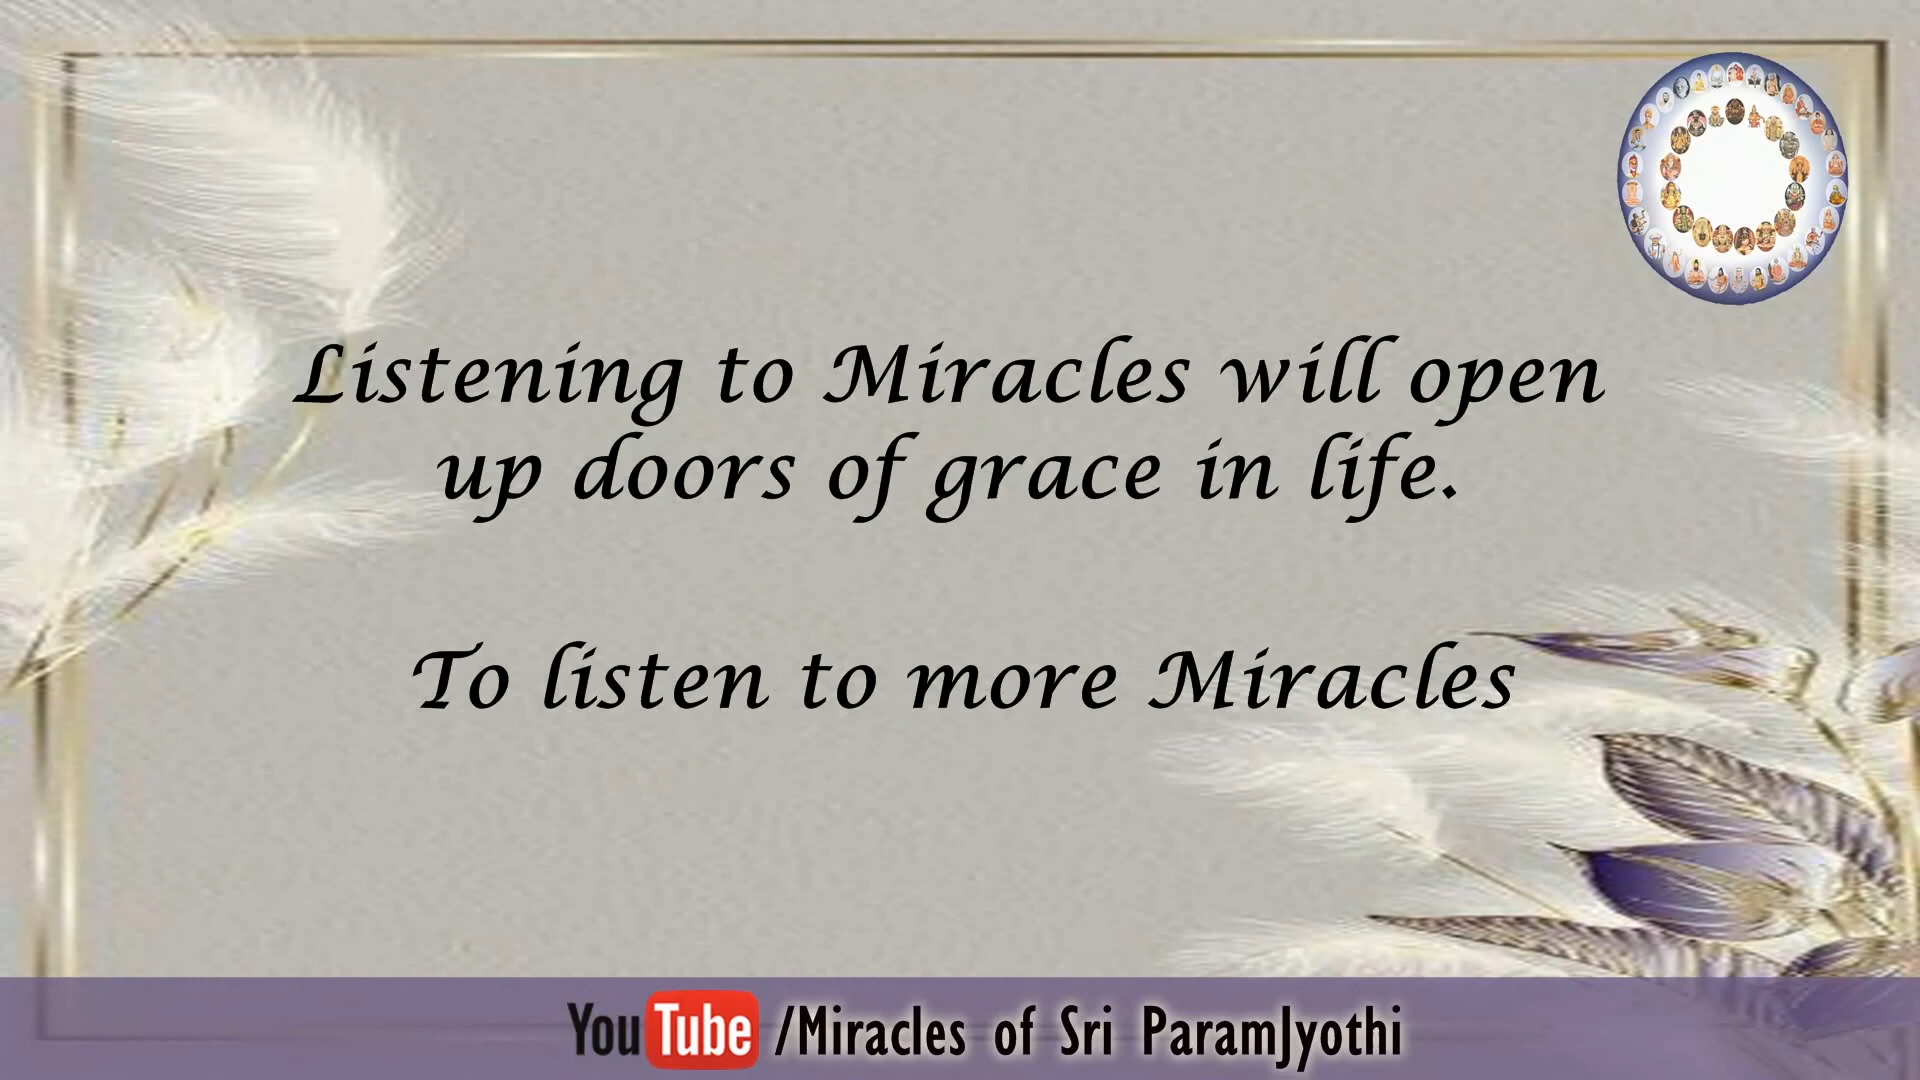 Listening to Miracles will open
up doors of grace in life.
To listen to more Miracles
YouTube /Miracles of Sri ParamJyothi